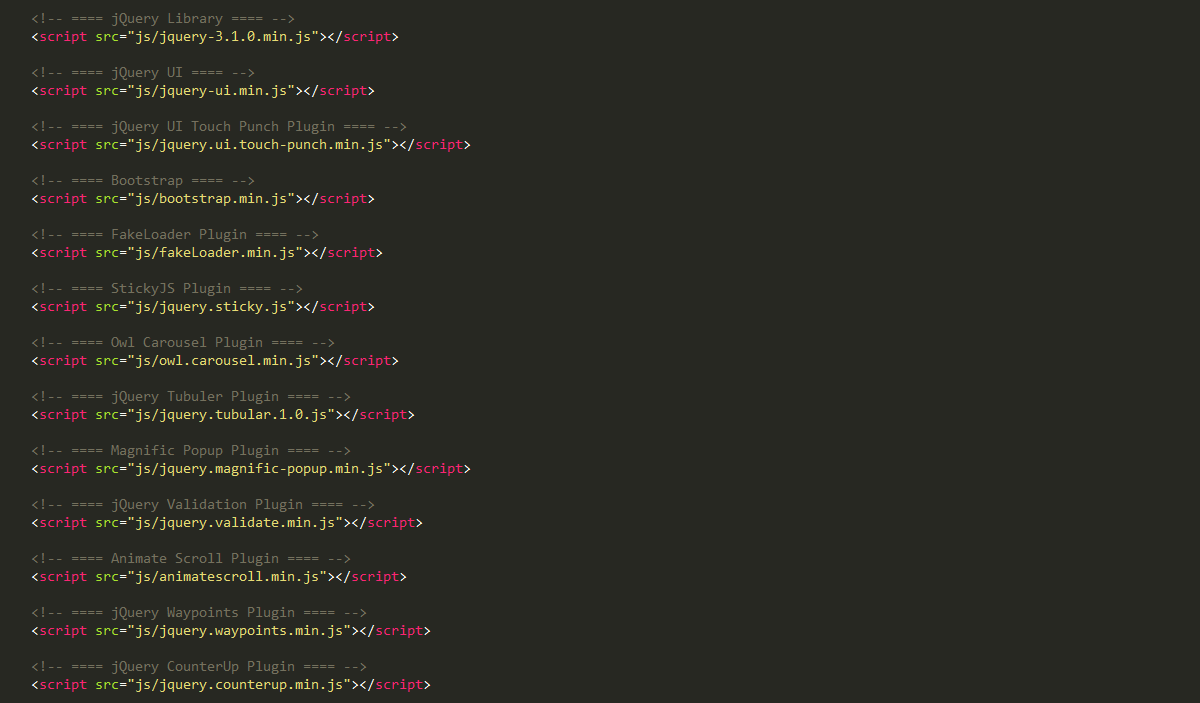 <!-- ==== jQuery Library ==== -->
<script src="js/jquery-3.1.0.min.js"></script>
<!-- ==== jQuery UI ==== -->
<script src="js/jquery-ui.min.js"></script>
<!-- ==== jQuery UI Touch Punch Plugin ==== -->
<script src="js/jquery.ui.touch-punch.min.js"></script>
<!-- ==== Bootstrap ==== -->
<script src="js/bootstrap.min.js"></script>
<!-- ==== FakeLoader Plugin ==== -->
<script src="js/fakeLoader.min.js"></script>
<!-- ==== StickyJS Plugin ==== -->
<script src="js/jquery.sticky.js"></script>
<!-- ==== Owl Carousel Plugin ==== -->
<script src="js/owl.carousel.min.js"></script>
<!-- ==== jQuery Tubuler Plugin ==== -->
<script src="js/jquery.tubular.1.0.js"></script>
<!-- ==== Magnific Popup Plugin ==== -->
<script src="js/jquery.magnific-popup.min.js"></script>
<!-- ==== jQuery Validation Plugin ==== -->
<script src="js/jquery.validate.min.js"></script>
<!-- ==== Animate Scroll Plugin ==== -->
<script src="js/animatescroll.min.js"></script>
<!-- ==== jQuery Waypoints Plugin ==== -->
<script src="js/jquery.waypoints.min.js"></script>
<!-- ==== jQuery CounterUp Plugin ==== -->
<script src="js/jquery.counterup.min.js"></script>